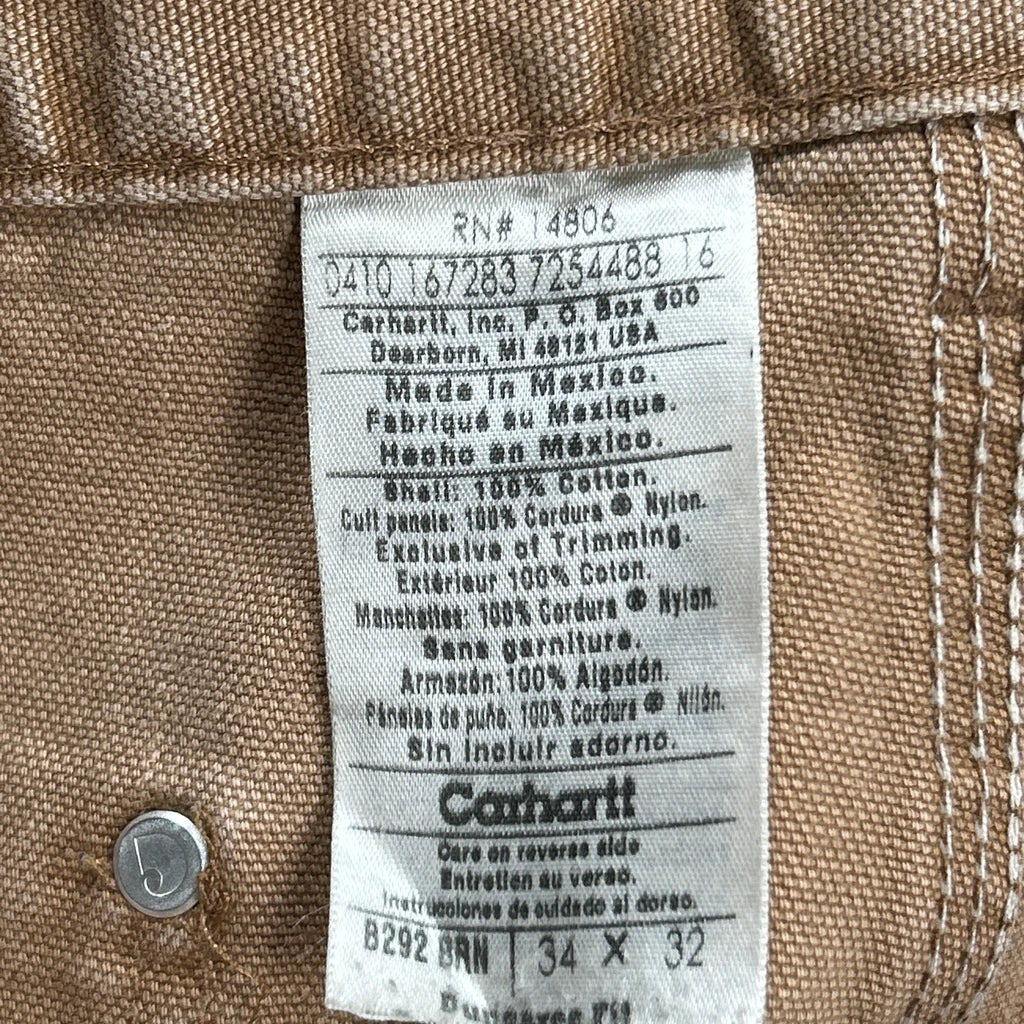 RN# 14806
0410 167283 7254488 16
Carhartt, Inc. P. O. Box 600
Dearborn, MI 48121 USA
Made in Mexico.
Fabriqué au Mexique.
Hecho en México.
Shell: 100% Cotton.
Cuff panels: 100% Cordura ® Nylon.
Exclusive of Trimming.
Extérieur 100% Coton.
Manchettes: 100% Cordura ® Nylon.
Sans garniture.
Armazón: 100% Algodón.
Páneles de puño: 100% Cordura ® Nilón.
Sin incluir adorno.
Carhartt
Care on reverse side
Entretien au verso.
Instrucciones de cuidado al dorso.
B292 BRN 34 X 32
Dungaree Fit